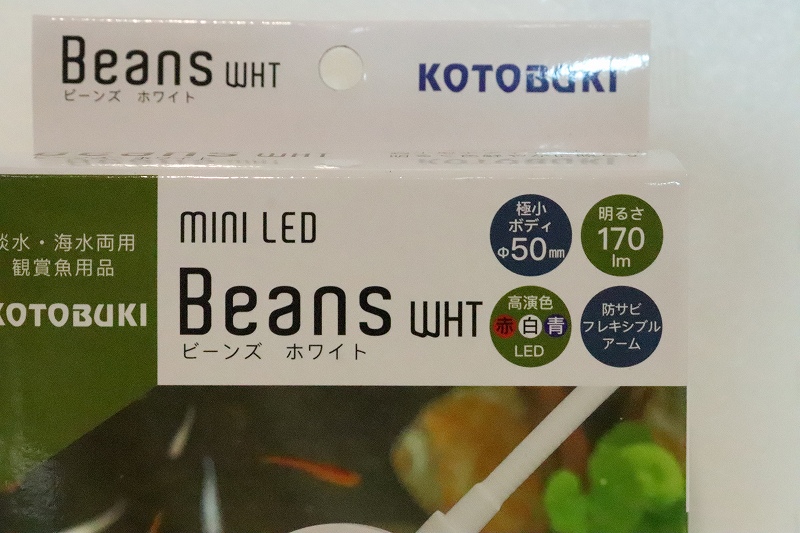 Beans WHT
ビーンズ ホワイト
KOTOBUKI
淡水・海水両用
観賞魚用品
KOTOBUKI
MINI LED
Beans WHT
ビーンズ ホワイト
極小
ボディ
Φ50mm
明るさ
170
lm
高演色
赤白青
LED
防サビ
フレキシブル
アーム